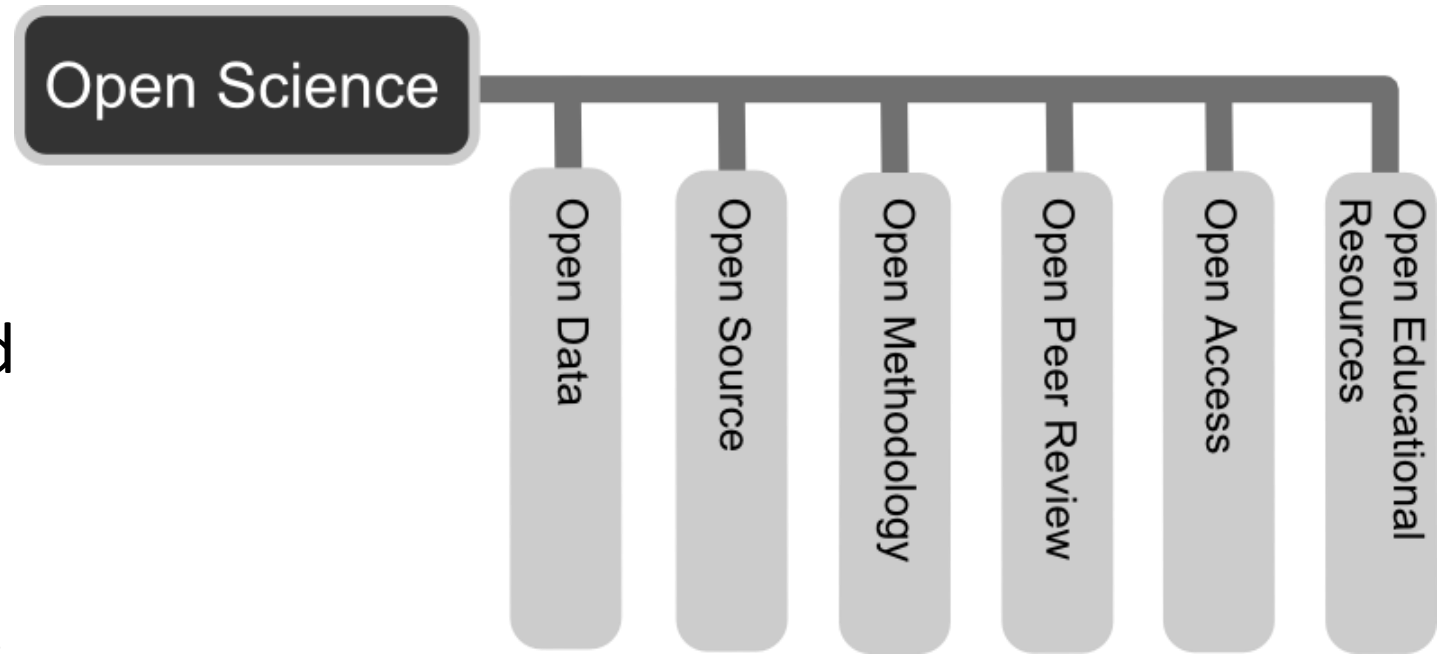 Open Science
Open Data
Open Source
Open Methodology
Open Peer Review
Open Access
Open Educational
Resources
d